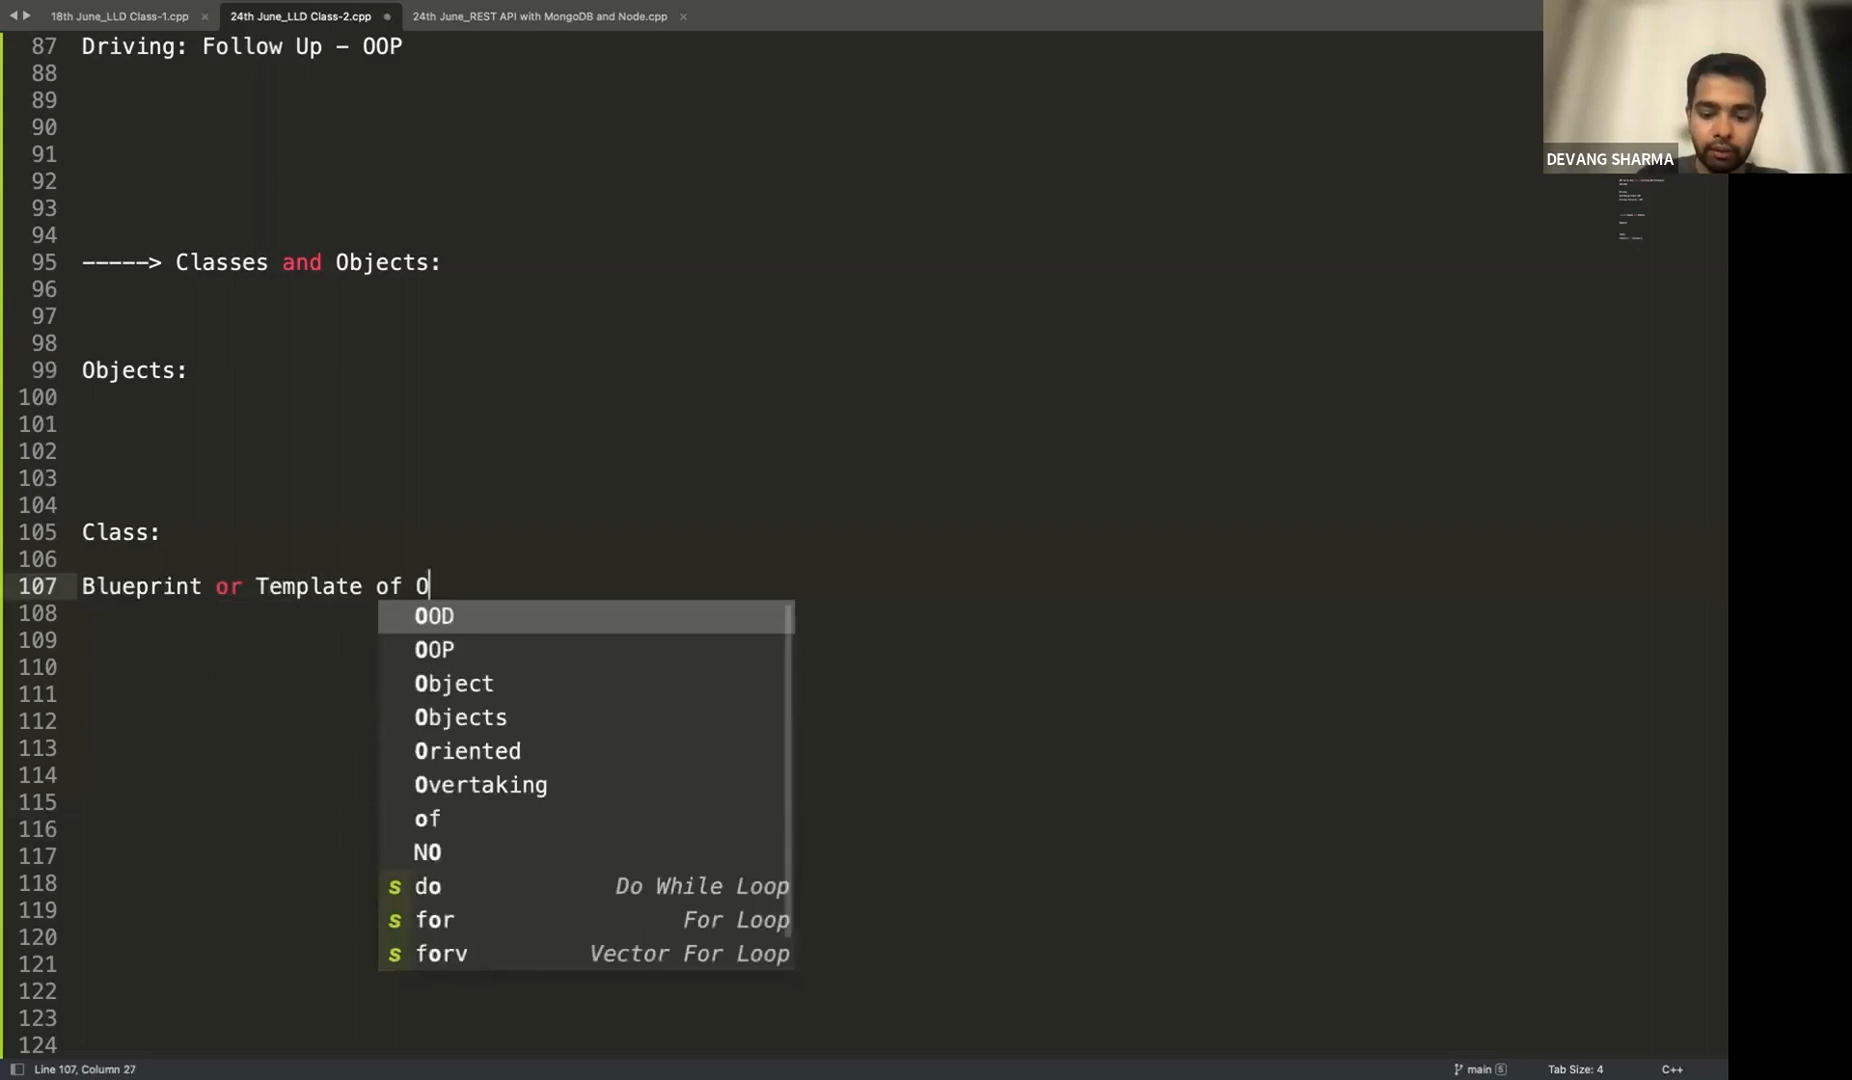 18th June_LLD Class-1.cpp × 24th June_LLD Class-2.cpp 24th June_REST API with MongoDB and Node.cpp ×
87 Driving: Follow Up - OOP
88
89
90
91
92
93
94
95 -----> Classes and Objects:
96
97
98
99 Objects:
100
101
102
103
104
105 Class:
106
107 Blueprint or Template of O
108
109
110
111
112
113
114
115
116
117
118
119
120
121
122
123
124
OOD
OOP
Object
Objects
Oriented
Overtaking
of
NO
s do Do While Loop
s for For Loop
s forv Vector For Loop
DEVANG SHARMA
Line 107, Column 27 main 5 Tab Size: 4 C++